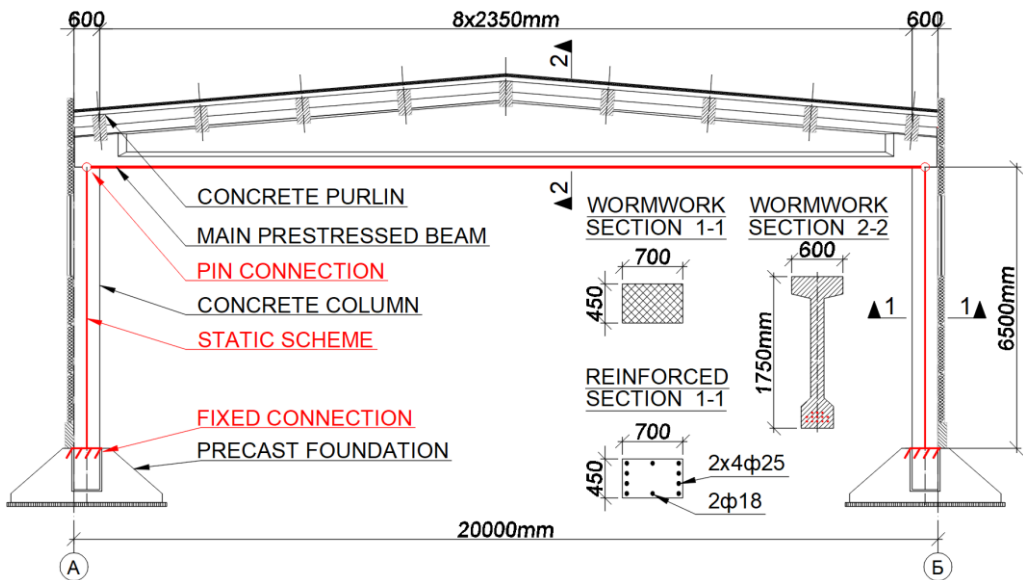 600
8x2350mm
600
2
CONCRETE PURLIN
MAIN PRESTRESSED BEAM
PIN CONNECTION
CONCRETE COLUMN
STATIC SCHEME
FIXED CONNECTION
PRECAST FOUNDATION
2
WORMWORK
SECTION 1-1
700
450
WORMWORK
SECTION 2-2
600
1750mm
1
1
6500mm
REINFORCED
SECTION 1-1
700
450
2x4ф25
2ф18
20000mm
А
Б